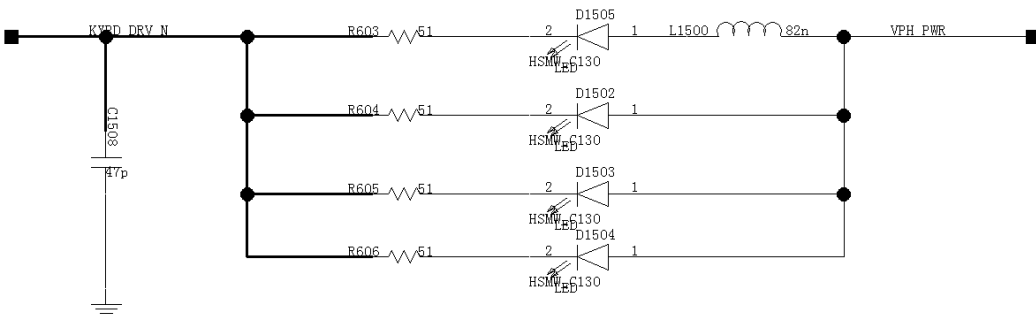 D1505
KYPD_DRV_N R603 51 2 1 L1500 82n VPH_PWR
HSMW_C130
LED
D1502
C1508 R604 51 2 1
HSMW_C130
LED
47p
D1503
R605 51 2 1
HSMW_C130
LED
D1504
R606 51 2 1
HSMW_C130
LED